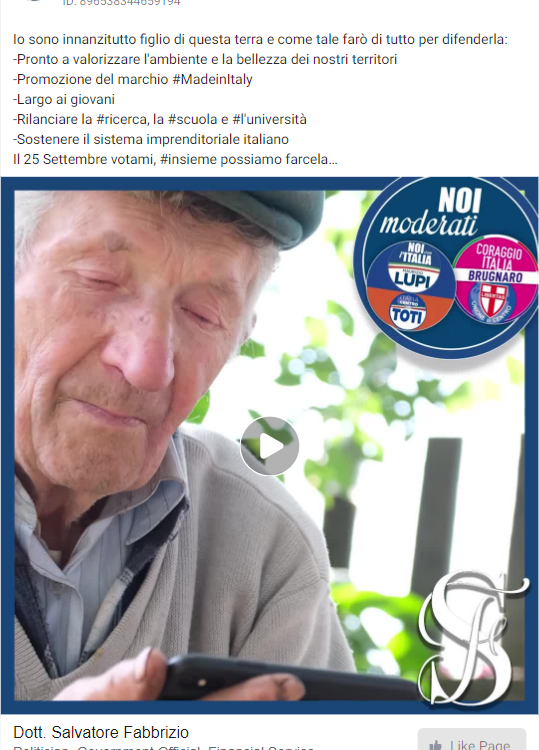 ID: 896538344659194
Io sono innanzitutto figlio di questa terra e come tale farò di tutto per difenderla:
-Pronto a valorizzare l'ambiente e la bellezza dei nostri territori
-Promozione del marchio #MadeinItaly
-Largo ai giovani
-Rilanciare la #ricerca, la #scuola e #l'università
-Sostenere il sistema imprenditoriale italiano
Il 25 Settembre votami, #insieme possiamo farcela...
NOI
moderati
NOI CON
l'ITALIA
MAURIZIO
LUPI
ITALIA
AL CENTRO
TOTI
CORAGGIO
ITALIA
BRUGNARO
LIBERTAS
Dott. Salvatore Fabbrizio
Politician, Government Official, Financial Service
Like Page